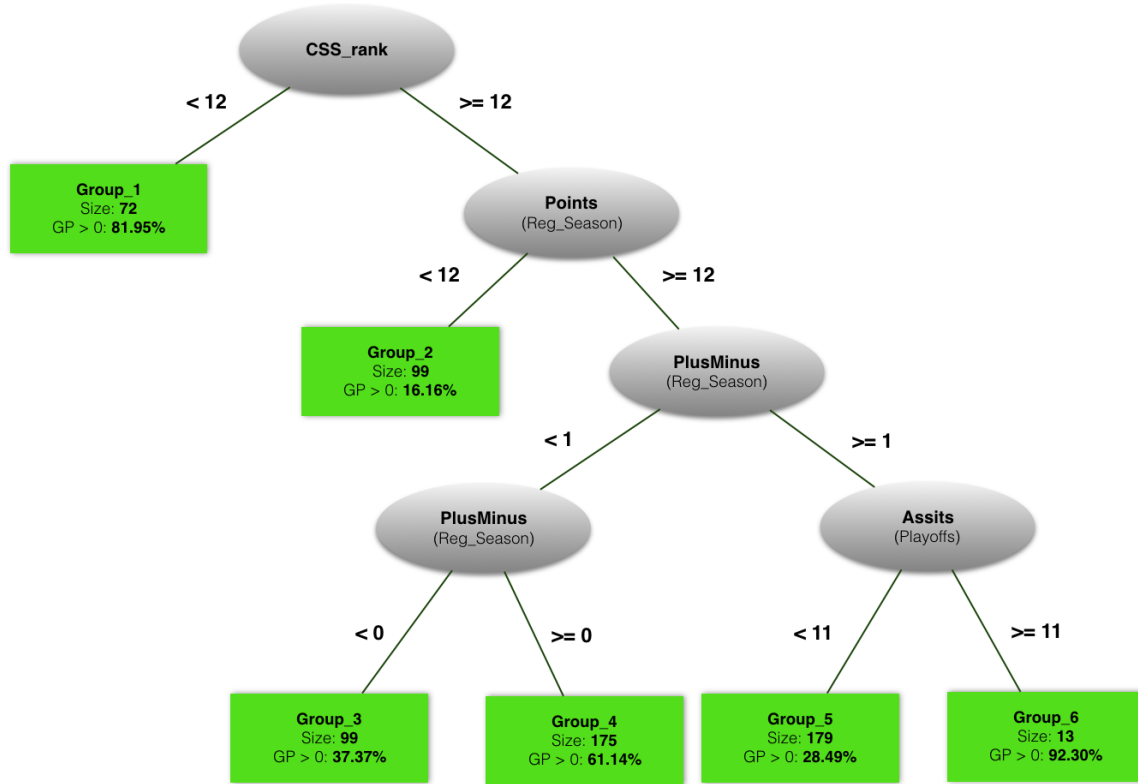 CSS_rank
< 12
>= 12
Group_1
Size: 72
GP > 0: 81.95%
Points
(Reg_Season)
< 12
>= 12
Group_2
Size: 99
GP > 0: 16.16%
PlusMinus
(Reg_Season)
< 1
>= 1
PlusMinus
(Reg_Season)
Assits
(Playoffs)
< 0
>= 0
< 11
>= 11
Group_3
Size: 99
GP > 0: 37.37%
Group_4
Size: 175
GP > 0: 61.14%
Group_5
Size: 179
GP > 0: 28.49%
Group_6
Size: 13
GP > 0: 92.30%